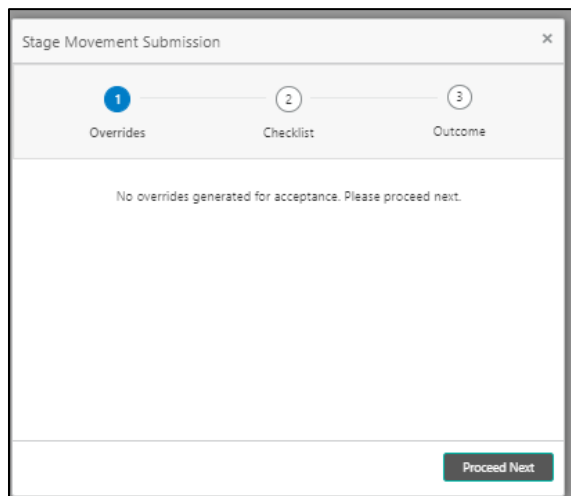 Stage Movement Submission
×
1
2
3
Overrides
Checklist
Outcome
No overrides generated for acceptance. Please proceed next.
Proceed Next